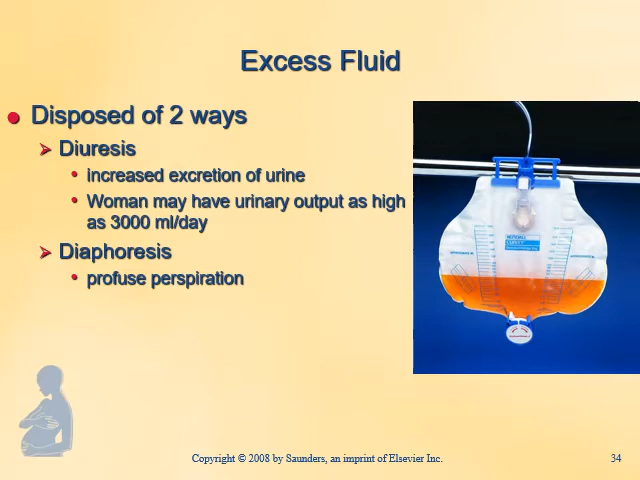 Excess Fluid
Disposed of 2 ways
Diuresis
increased excretion of urine
Woman may have urinary output as high
as 3000 ml/day
Diaphoresis
profuse perspiration
Copyright © 2008 by Saunders, an imprint of Elsevier Inc.
34